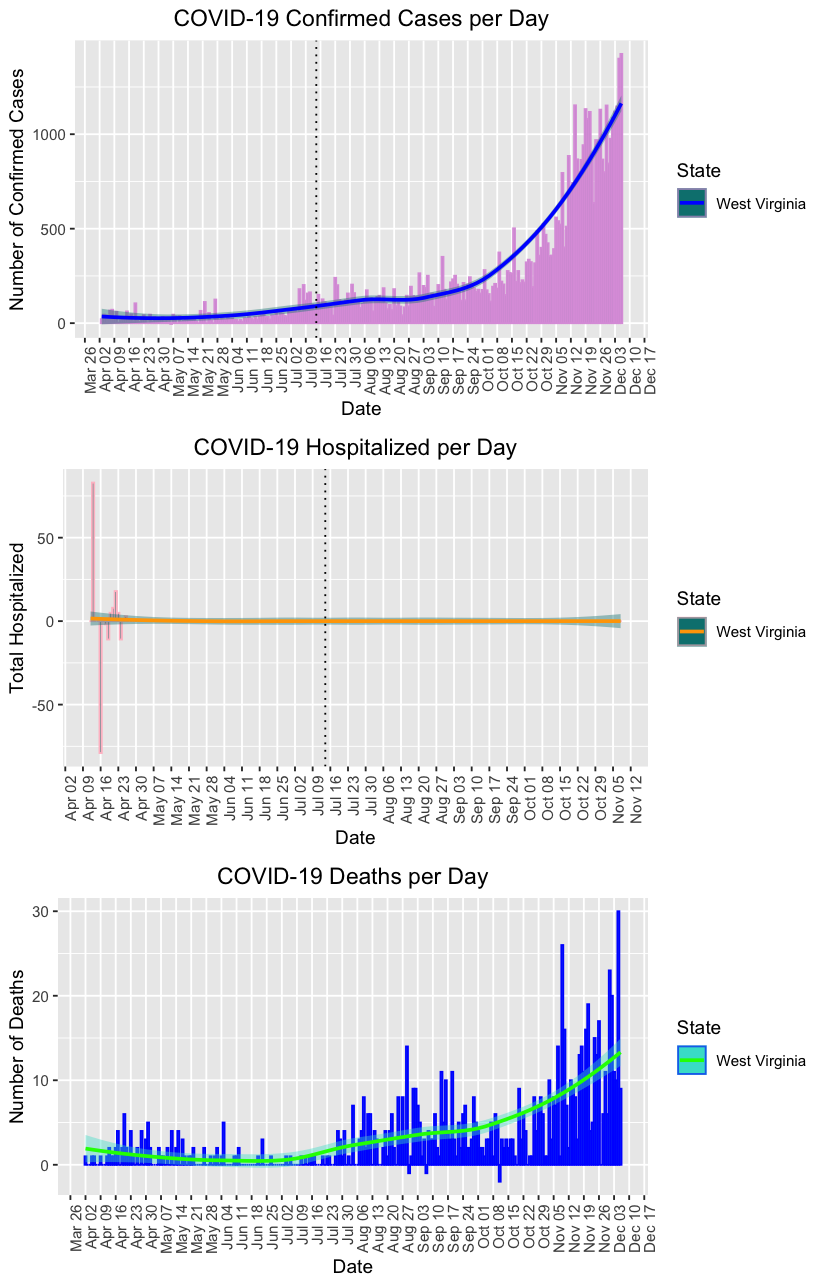 COVID-19 Confirmed Cases per Day
Number of Confirmed Cases
1000
500
0
Mar 26 Apr 02 Apr 09 Apr 16 Apr 23 Apr 30 May 07 May 14 May 21 May 28 Jun 04 Jun 11 Jun 18 Jun 25 Jul 02 Jul 09 Jul 16 Jul 23 Jul 30 Aug 06 Aug 13 Aug 20 Aug 27 Sep 03 Sep 10 Sep 17 Sep 24 Oct 01 Oct 08 Oct 15 Oct 22 Oct 29 Nov 05 Nov 12 Nov 19 Nov 26 Dec 03 Dec 10 Dec 17
Date
State
West Virginia
COVID-19 Hospitalized per Day
Total Hospitalized
50
0
-50
Apr 02 Apr 09 Apr 16 Apr 23 Apr 30 May 07 May 14 May 21 May 28 Jun 04 Jun 11 Jun 18 Jun 25 Jul 02 Jul 09 Jul 16 Jul 23 Jul 30 Aug 06 Aug 13 Aug 20 Aug 27 Sep 03 Sep 10 Sep 17 Sep 24 Oct 01 Oct 08 Oct 15 Oct 22 Oct 29 Nov 05 Nov 12
Date
State
West Virginia
COVID-19 Deaths per Day
Number of Deaths
30
20
10
0
Mar 26 Apr 02 Apr 09 Apr 16 Apr 23 Apr 30 May 07 May 14 May 21 May 28 Jun 04 Jun 11 Jun 18 Jun 25 Jul 02 Jul 09 Jul 16 Jul 23 Jul 30 Aug 06 Aug 13 Aug 20 Aug 27 Sep 03 Sep 10 Sep 17 Sep 24 Oct 01 Oct 08 Oct 15 Oct 22 Oct 29 Nov 05 Nov 12 Nov 19 Nov 26 Dec 03 Dec 10 Dec 17
Date
State
West Virginia